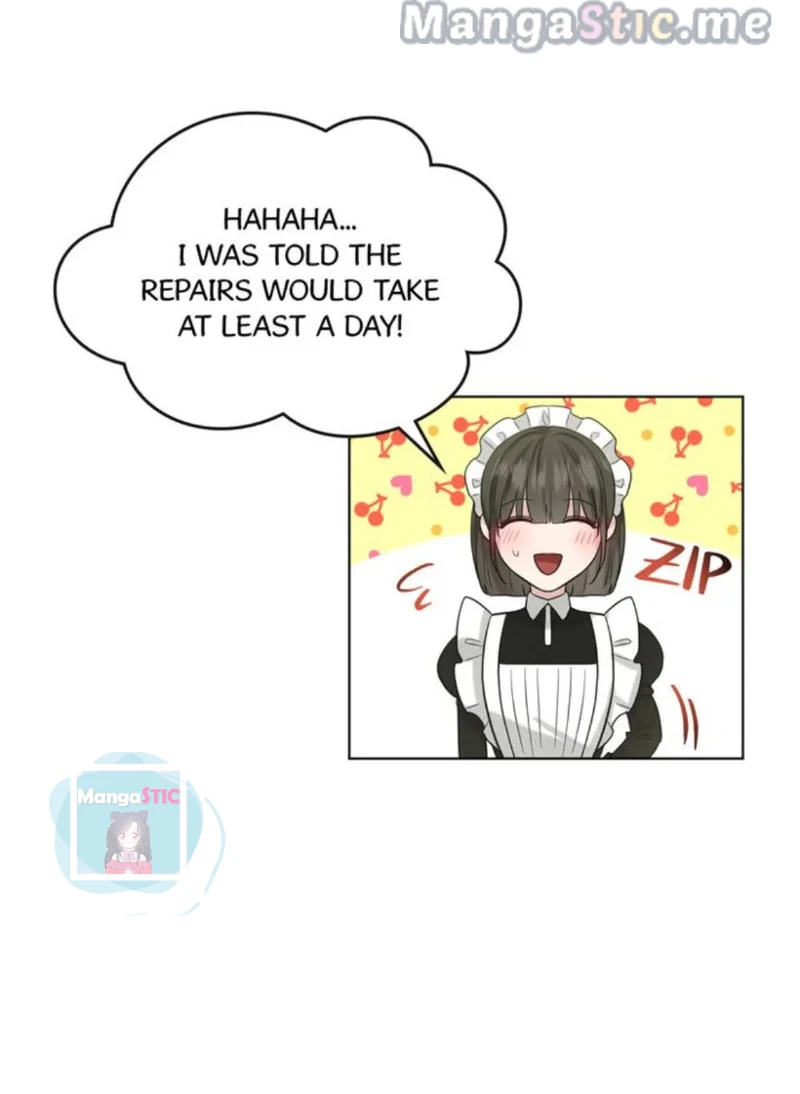 MangaStic.me
HAHAHA...
I WAS TOLD THE
REPAIRS WOULD TAKE
AT LEAST A DAY!
ZIP
MangaSTIC